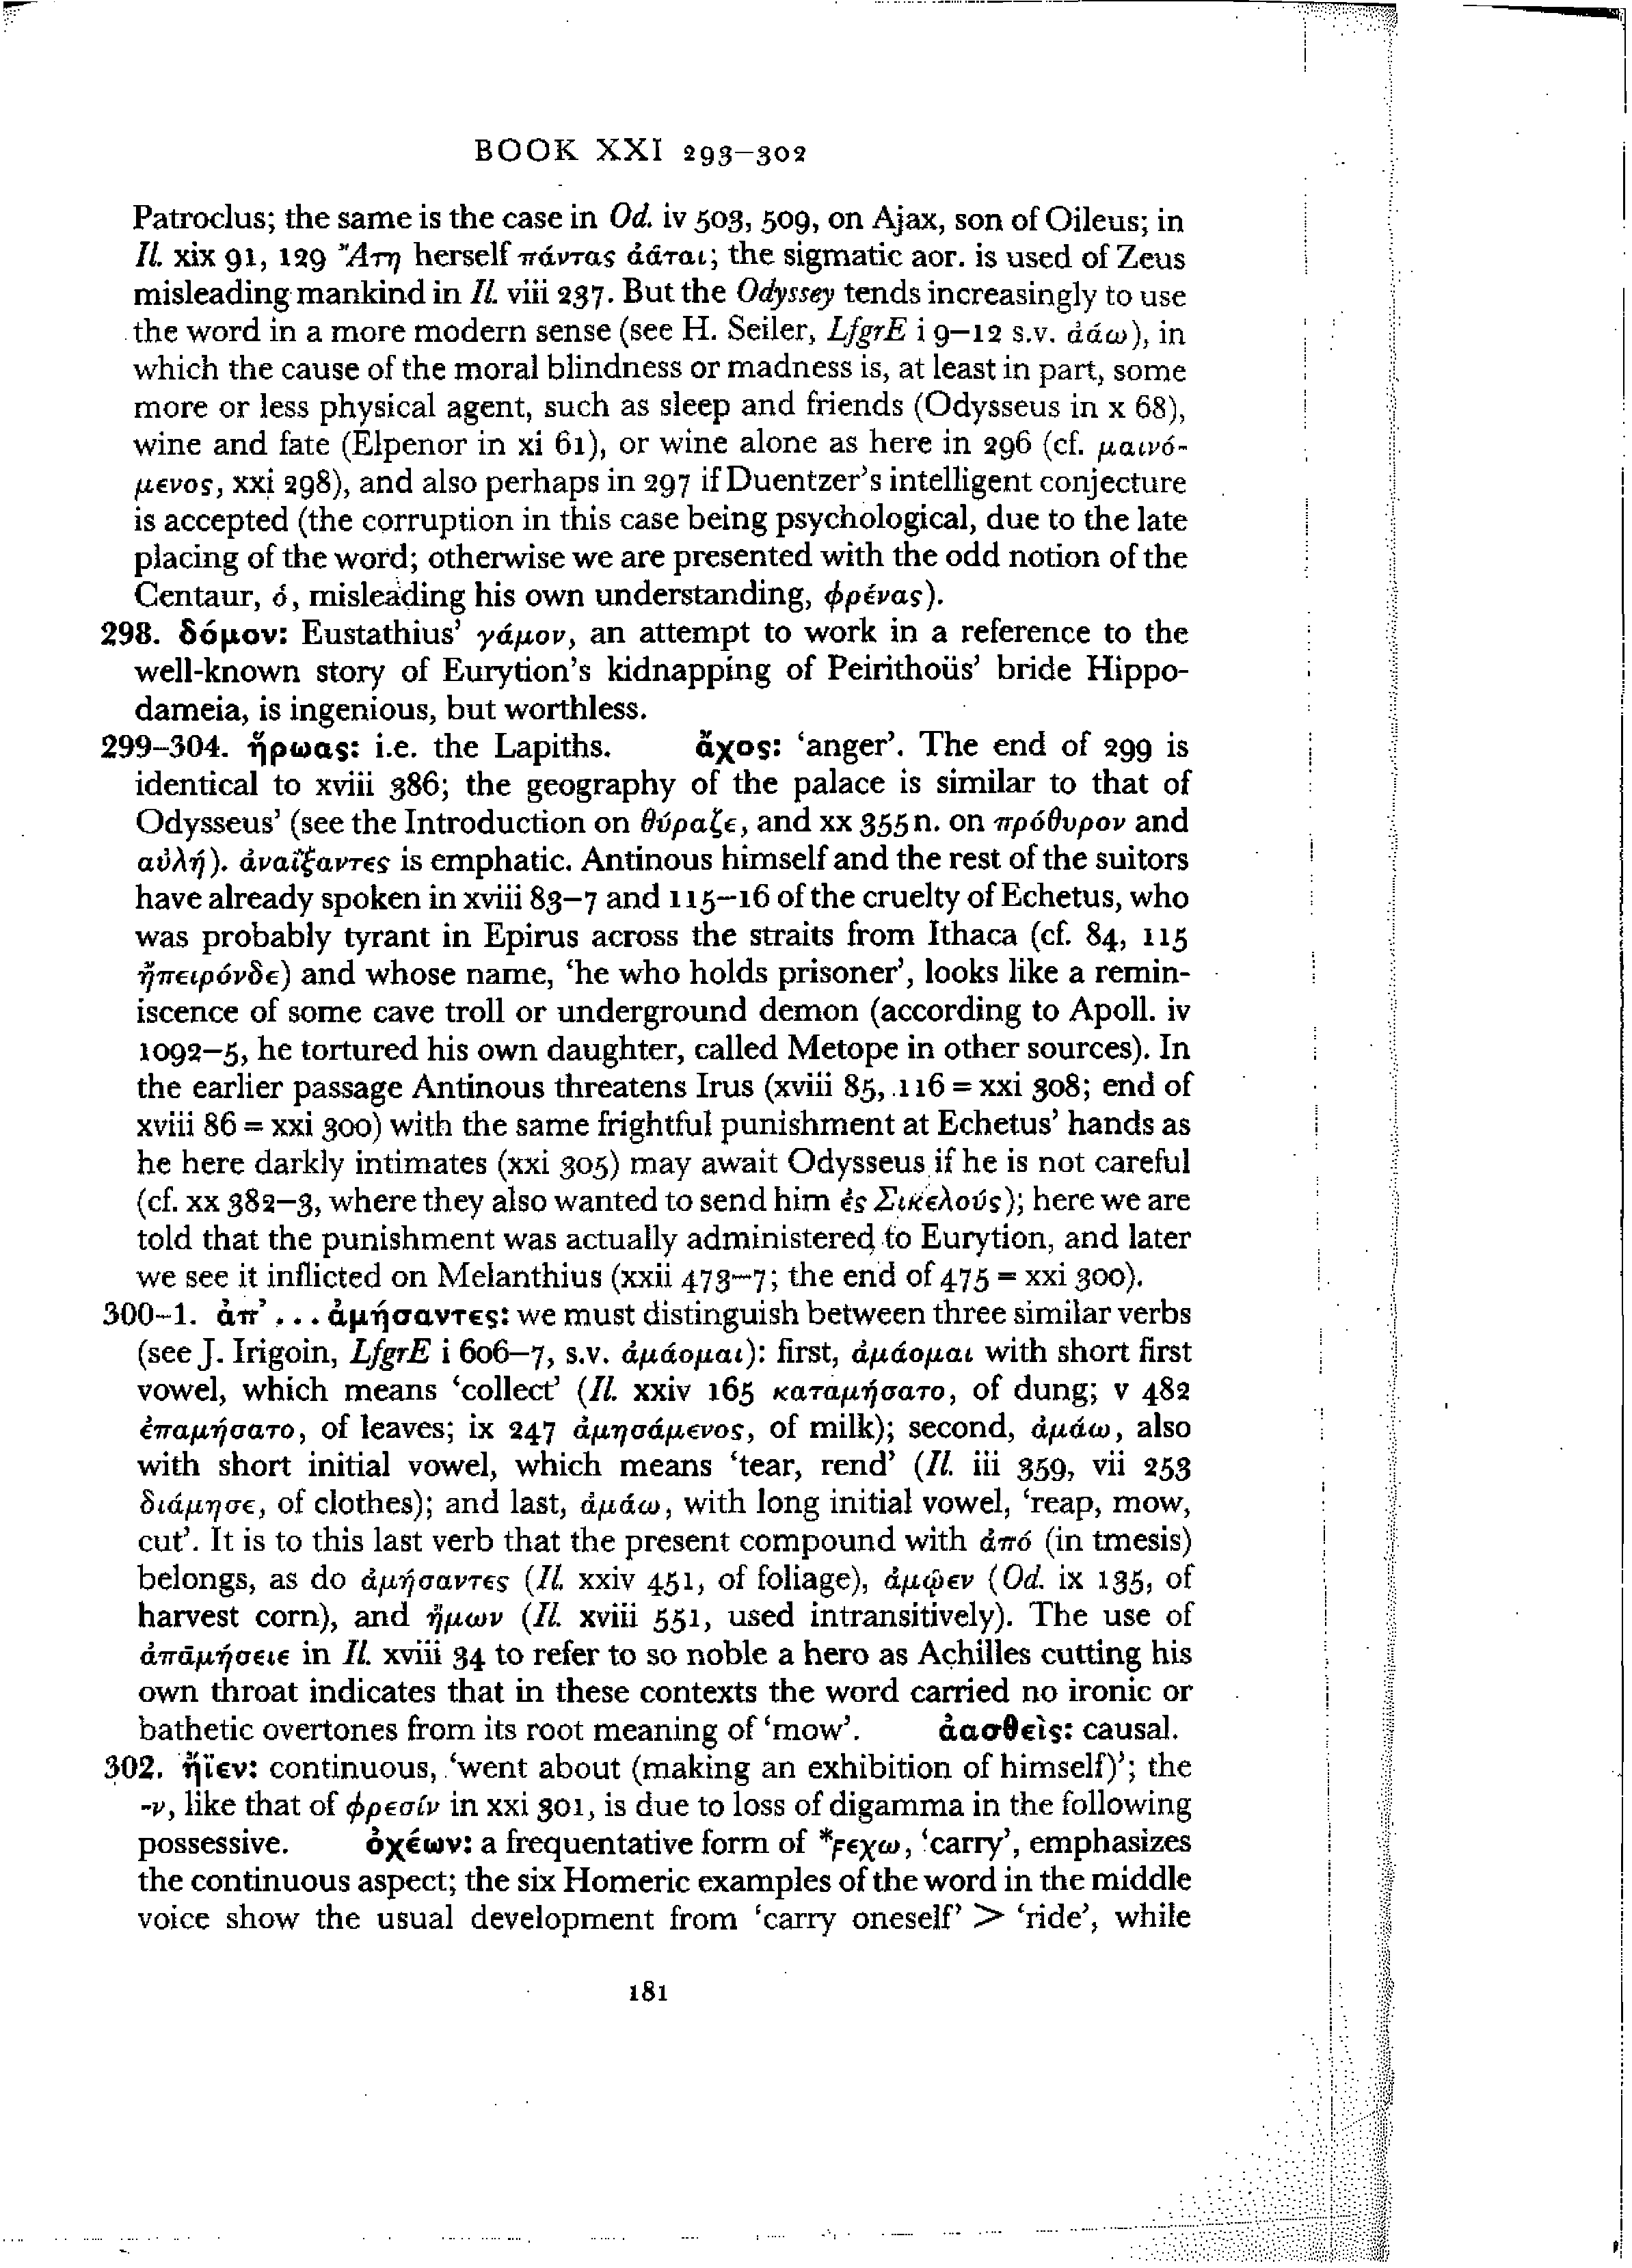 BOOK XXI 293–302
Patroclus; the same is the case in Od. iv 503, 509, on Ajax, son of Oileus; in
Il. xix 91, 129 Ἄτη herself πάντας ἀᾶται; the sigmatic aor. is used of Zeus
misleading mankind in Il. viii 237. But the Odyssey tends increasingly to use
the word in a more modern sense (see H. Seiler, LfgrE i 9–12 s.v. ἀάω), in
which the cause of the moral blindness or madness is, at least in part, some
more or less physical agent, such as sleep and friends (Odysseus in x 68),
wine and fate (Elpenor in xi 61), or wine alone as here in 296 (cf. μαινό-
μενος, xxi 298), and also perhaps in 297 if Duentzer’s intelligent conjecture
is accepted (the corruption in this case being psychological, due to the late
placing of the word; otherwise we are presented with the odd notion of the
Centaur, ὁ, misleading his own understanding, φρένας).
298. δόμον: Eustathius’ γάμον, an attempt to work in a reference to the
well-known story of Eurytion’s kidnapping of Peirithoüs’ bride Hippo-
dameia, is ingenious, but worthless.
299–304. ἥρωας: i.e. the Lapiths. ἄχος: ‘anger’. The end of 299 is
identical to xviii 386; the geography of the palace is similar to that of
Odysseus’ (see the Introduction on θύραζε, and xx 355 n. on πρόθυρον and
αὐλή). ἀναΐξαντες is emphatic. Antinous himself and the rest of the suitors
have already spoken in xviii 83–7 and 115–16 of the cruelty of Echetus, who
was probably tyrant in Epirus across the straits from Ithaca (cf. 84, 115
ἤπειρόνδε) and whose name, ‘he who holds prisoner’, looks like a remin-
iscence of some cave troll or underground demon (according to Apoll. iv
1092–5, he tortured his own daughter, called Metope in other sources). In
the earlier passage Antinous threatens Irus (xviii 85, 116 = xxi 308; end of
xviii 86 = xxi 300) with the same frightful punishment at Echetus’ hands as
he here darkly intimates (xxi 305) may await Odysseus if he is not careful
(cf. xx 382–3, where they also wanted to send him ἐς Σικελούς); here we are
told that the punishment was actually administered to Eurytion, and later
we see it inflicted on Melanthius (xxii 473–7; the end of 475 = xxi 300).
300–1. ἀπ’ ... ἀμήσαντες: we must distinguish between three similar verbs
(see J. Irigoin, LfgrE i 606–7, s.v. ἀμάομαι): first, ἀμάομαι with short first
vowel, which means ‘collect’ (Il. xxiv 165 καταμήσατο, of dung; v 482
ἐπαμήσατο, of leaves; ix 247 ἀμησάμενος, of milk); second, ἀμάω, also
with short initial vowel, which means ‘tear, rend’ (Il. iii 359, vii 253
διάμησε, of clothes); and last, ἀμάω, with long initial vowel, ‘reap, mow,
cut’. It is to this last verb that the present compound with ἀπό (in tmesis)
belongs, as do ἀμήσαντες (Il. xxiv 451, of foliage), ἀμῷεν (Od. ix 135, of
harvest corn), and ἤμων (Il. xviii 551, used intransitively). The use of
ἀπᾱμήσειε in Il. xviii 34 to refer to so noble a hero as Achilles cutting his
own throat indicates that in these contexts the word carried no ironic or
bathetic overtones from its root meaning of ‘mow’. ἀασθεὶς: causal.
302. ἤϊεν: continuous, ‘went about (making an exhibition of himself)’; the
-ν, like that of φρεσίν in xxi 301, is due to loss of digamma in the following
possessive. ὀχέων: a frequentative form of *ϝεχω, ‘carry’, emphasizes
the continuous aspect; the six Homeric examples of the word in the middle
voice show the usual development from ‘carry oneself’ > ‘ride’, while
181